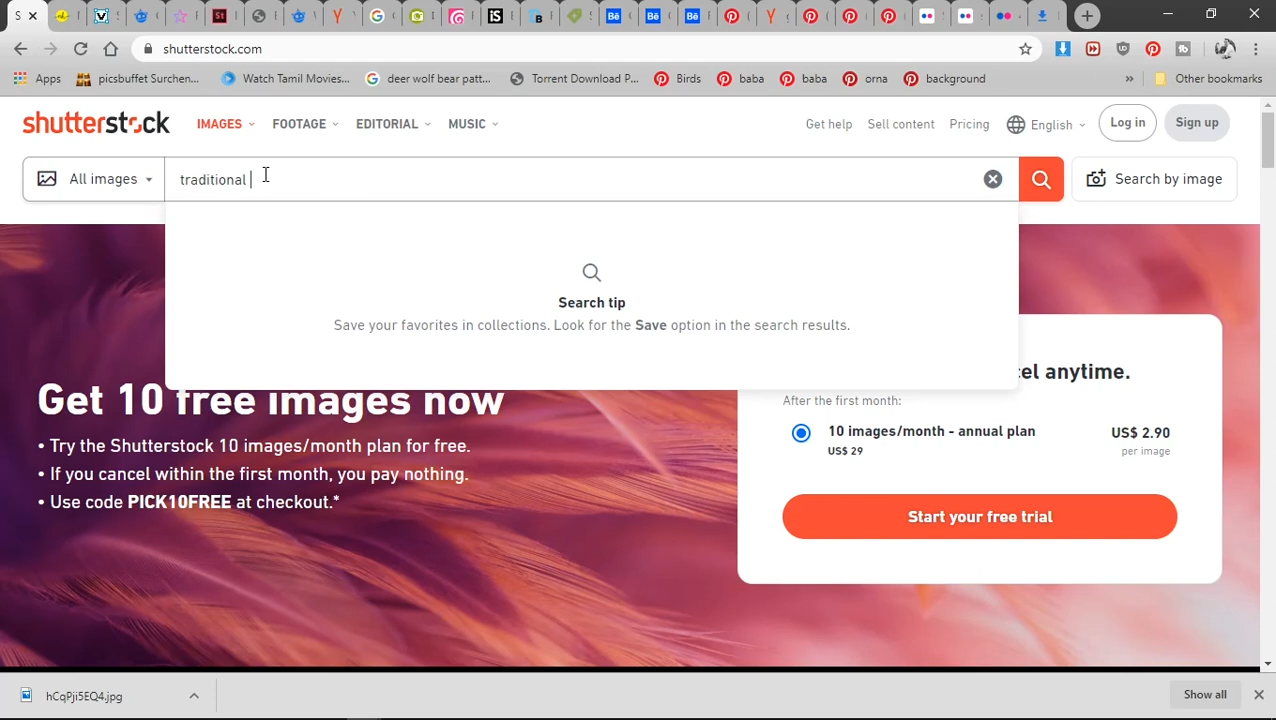 S
shutterstock.com
Apps
picsbuffet Surchen...
Watch Tamil Movies...
deer wolf bear patt...
Torrent Download P...
Birds
baba
baba
orna
background
»
Other bookmarks
shutterstock
IMAGES
FOOTAGE
EDITORIAL
MUSIC
Get help
Sell content
Pricing
English
Log in
Sign up
All images
traditional
Search by image
Search tip
Save your favorites in collections. Look for the Save option in the search results.
Get 10 free images now
cel anytime.
After the first month:
• Try the Shutterstock 10 images/month plan for free.
10 images/month - annual plan
US$ 2.90
US$ 29
per image
• If you cancel within the first month, you pay nothing.
• Use code PICK10FREE at checkout.*
Start your free trial
hCqPji5EQ4.jpg
Show all